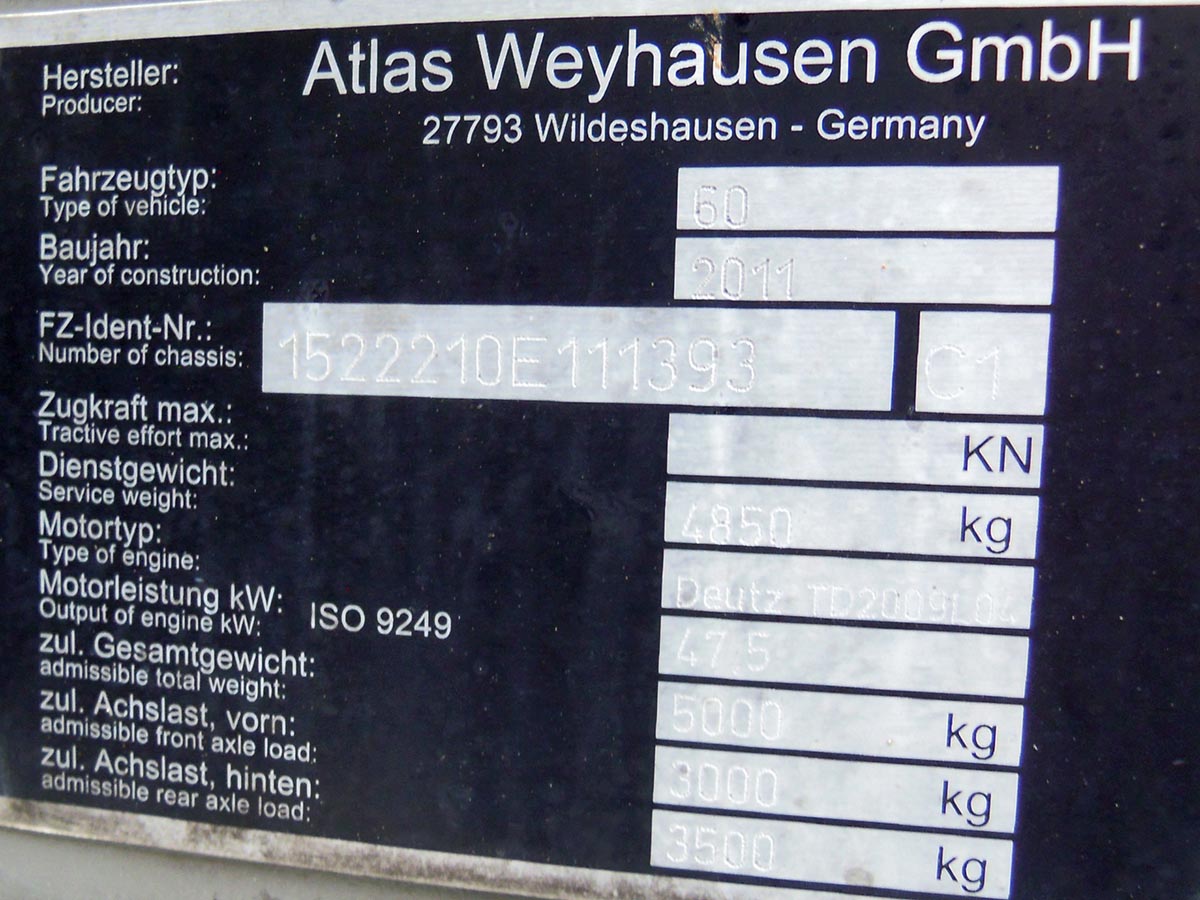 Hersteller: Atlas Weyhausen GmbH
Producer:
27793 Wildeshausen - Germany
Fahrzeugtyp:
Type of vehicle: 60
Baujahr:
Year of construction: 2011
FZ-Ident-Nr.:
Number of chassis: 1522210E111393 C1
Zugkraft max.:
Tractive effort max.: KN
Dienstgewicht:
Service weight: 4850 kg
Motortyp:
Type of engine: Deutz TD2009L04
Motorleistung kW: ISO 9249
Output of engine kW: 47,5
zul. Gesamtgewicht:
admissible total weight: 5000 kg
zul. Achslast, vorn:
admissible front axle load: 3000 kg
zul. Achslast, hinten:
admissible rear axle load: 3500 kg